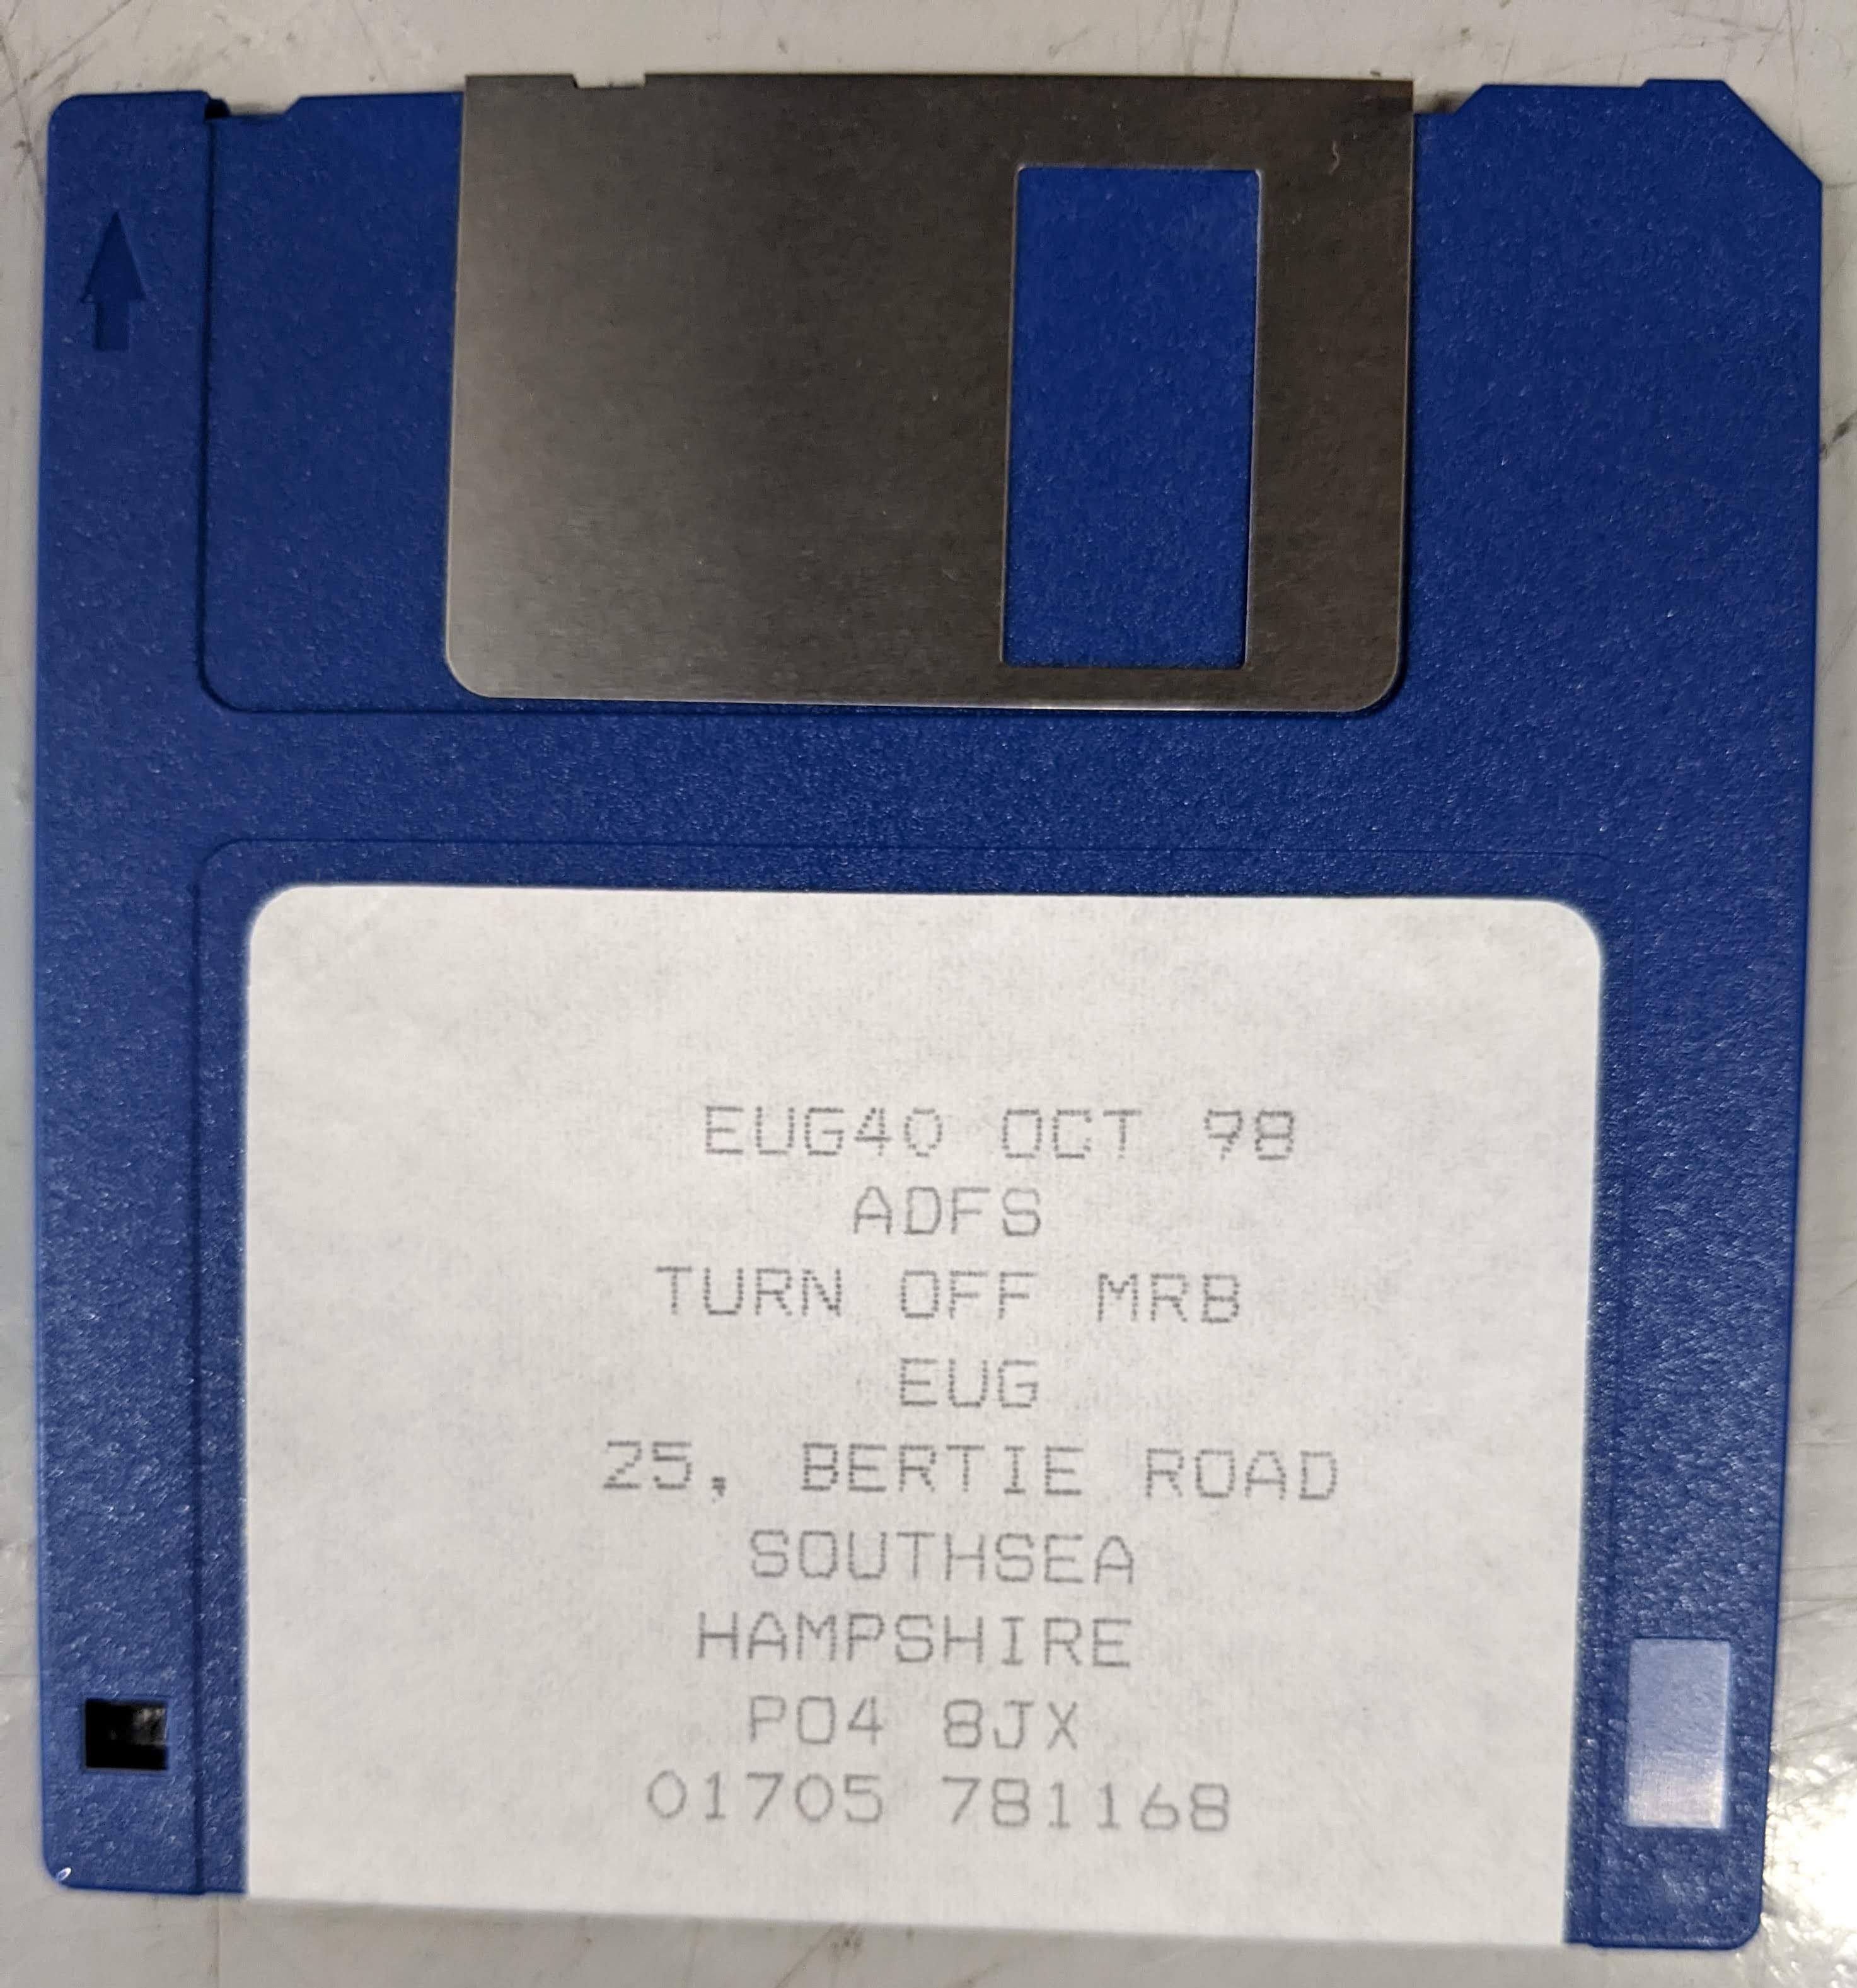 EUG40 OCT 98
ADFS
TURN OFF MRB
EUG
25, BERTIE ROAD
SOUTHSEA
HAMPSHIRE
PO4 8JX
01705 781168